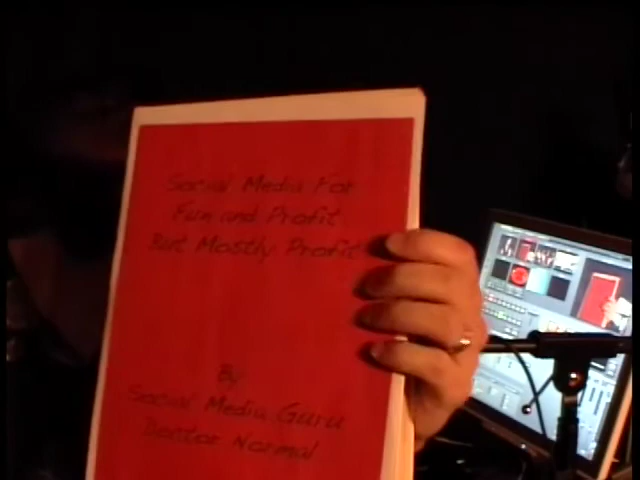 Social Media For
Fun and Profit
But Mostly Profit
By
Social Media Guru
Doctor Normal